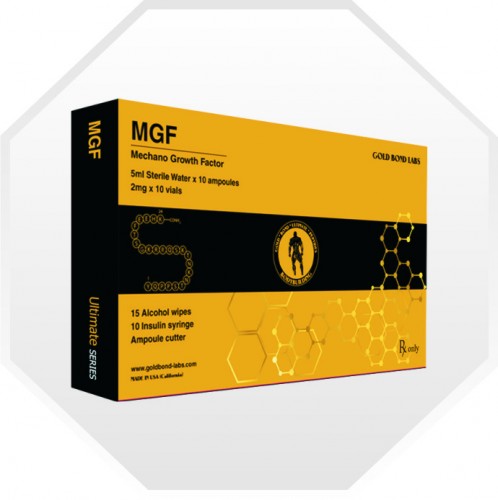 MGF
Ultimate SERIES
MGF
Mechano Growth Factor
5ml Sterile Water x 10 ampoules
2mg x 10 vials
GOLD BOND LABS
BODYBUILDING
15 Alcohol wipes
10 Insulin syringe
Ampoule cutter
www.goldbond-labs.com
MADE IN USA (California)
Rx only